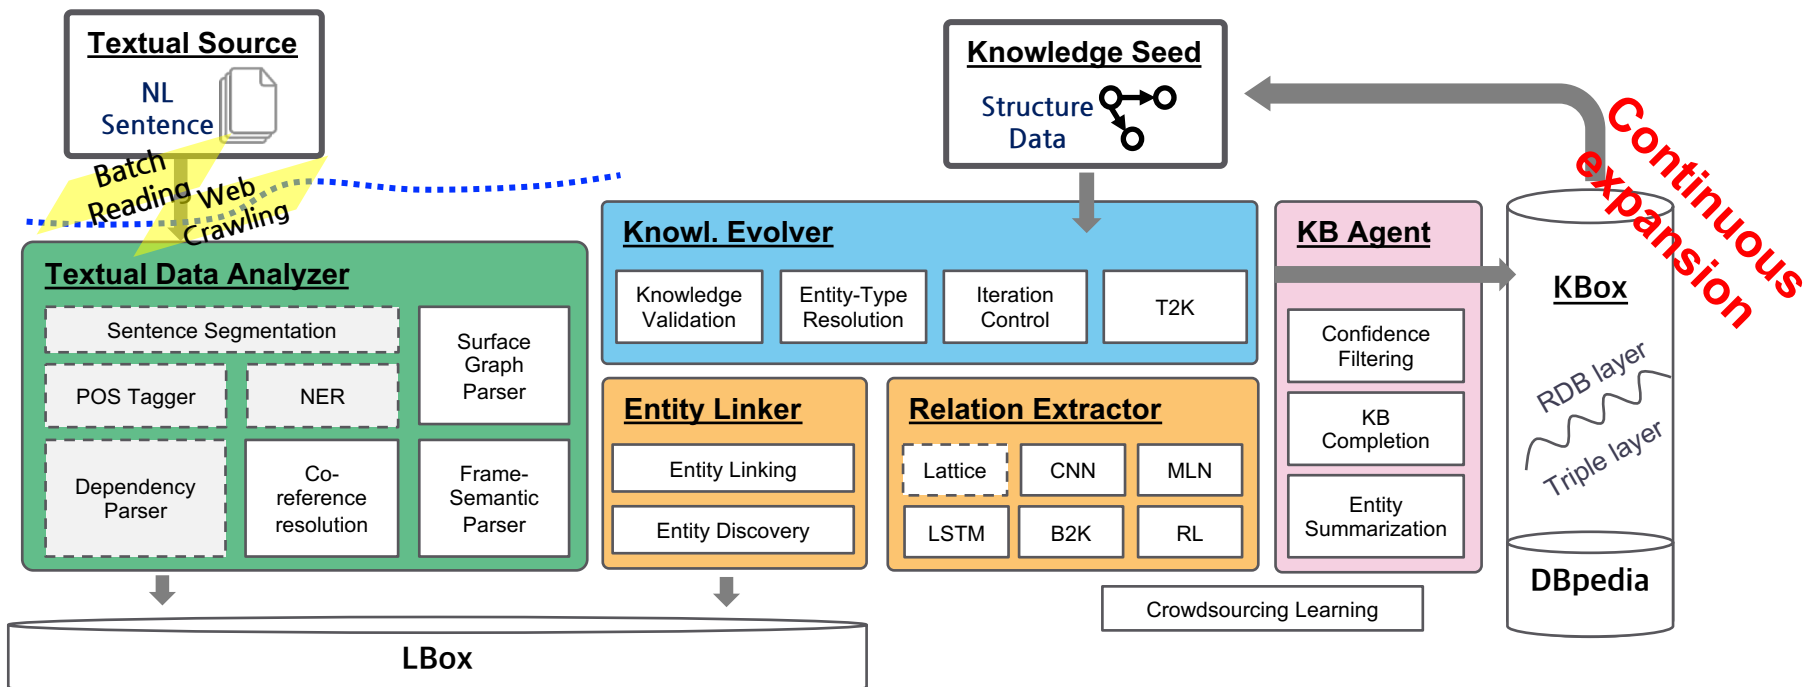 Textual Source
NL
Sentence
Batch
Reading
Web
Crawling
Knowledge Seed
Structure
Data
Continuous
expansion
Textual Data Analyzer
Sentence Segmentation
POS Tagger
NER
Surface
Graph
Parser
Dependency
Parser
Co-
reference
resolution
Frame-
Semantic
Parser
Knowl. Evolver
Knowledge
Validation
Entity-Type
Resolution
Iteration
Control
T2K
Entity Linker
Entity Linking
Entity Discovery
Relation Extractor
Lattice
CNN
MLN
LSTM
B2K
RL
KB Agent
Confidence
Filtering
KB
Completion
Entity
Summarization
KBox
RDB layer
Triple layer
DBpedia
Crowdsourcing Learning
LBox